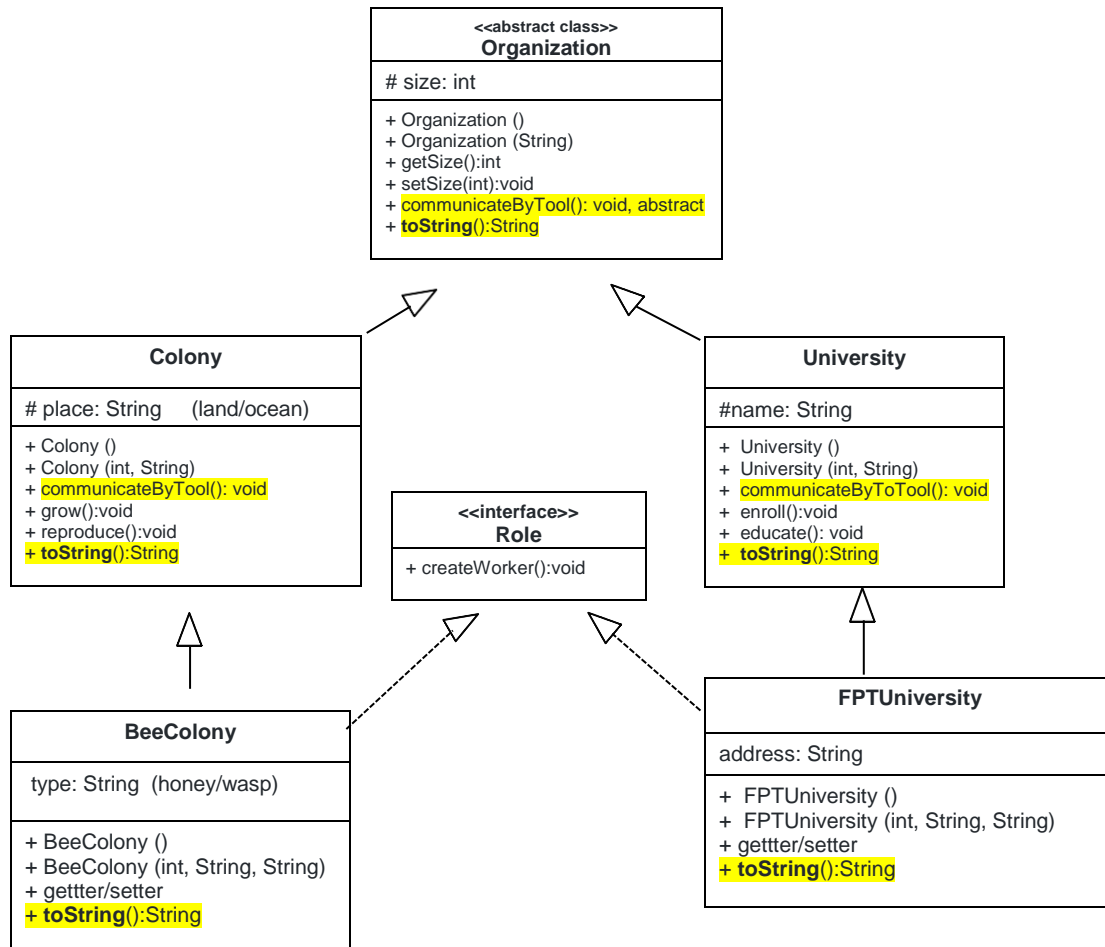 <<abstract class>>
Organization
# size: int
+ Organization ()
+ Organization (String)
+ getSize():int
+ setSize(int):void
+ communicateByTool(): void, abstract
+ toString():String
Colony
# place: String (land/ocean)
+ Colony ()
+ Colony (int, String)
+ communicateByTool(): void
+ grow():void
+ reproduce():void
+ toString():String
University
#name: String
+ University ()
+ University (int, String)
+ communicateByToTool(): void
+ enroll():void
+ educate(): void
+ toString():String
<<interface>>
Role
+ createWorker():void
BeeColony
type: String (honey/wasp)
+ BeeColony ()
+ BeeColony (int, String, String)
+ gettter/setter
+ toString():String
FPTUniversity
address: String
+ FPTUniversity ()
+ FPTUniversity (int, String, String)
+ gettter/setter
+ toString():String